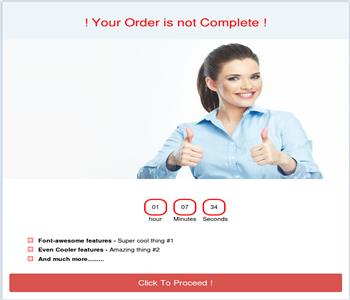 ! Your Order is not Complete !
01 07 34
hour Minutes Seconds
Font-awesome features - Super cool thing #1
Even Cooler features - Amazing thing #2
And much more.........
Click To Proceed !